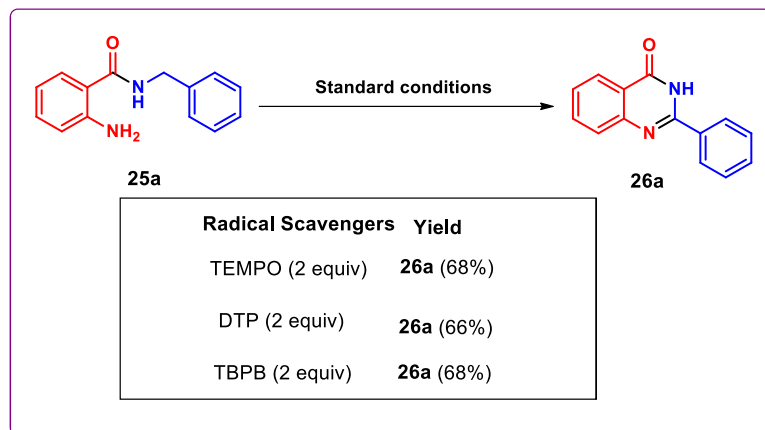 O
N
H
NH₂
25a
Standard conditions
O
NH
N
26a
Radical Scavengers Yield
TEMPO (2 equiv) 26a (68%)
DTP (2 equiv) 26a (66%)
TBPB (2 equiv) 26a (68%)